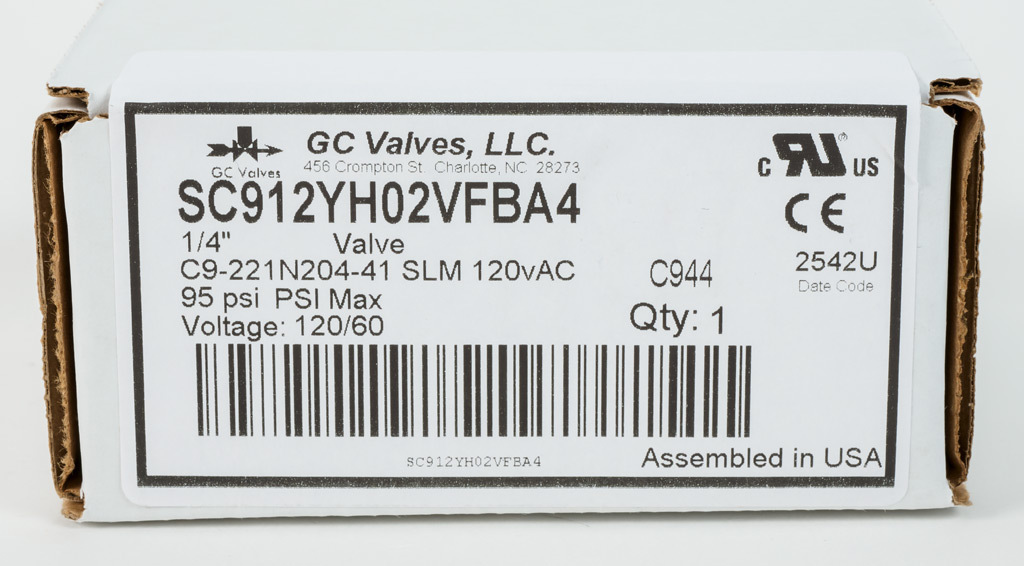 GC Valves
GC Valves, LLC.
456 Crompton St. Charlotte, NC 28273
SC912YH02VFBA4
1/4" Valve
C9-221N204-41 SLM 120vAC
95 psi PSI Max
Voltage: 120/60
C944
Qty: 1
C RU ® US
CE
2542U
Date Code
SC912YH02VFBA4
Assembled in USA